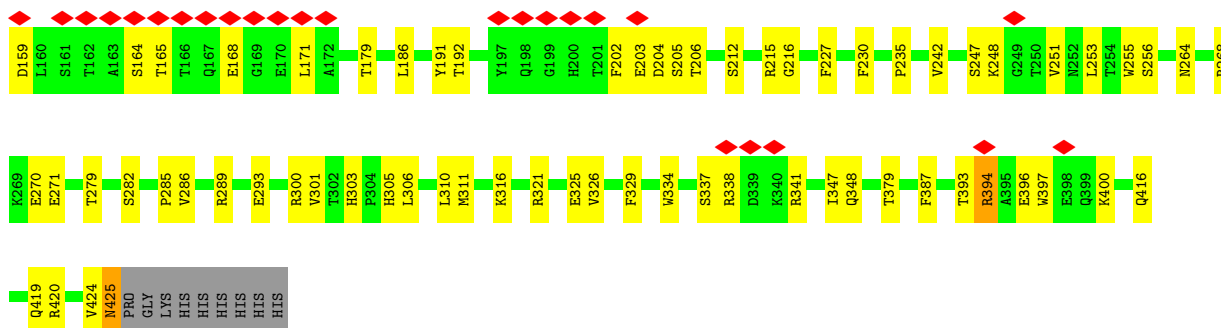 D159 L160 S161 T162 A163 S164 T165 T166 Q167 E168 G169 E170 L171 A172 T179 L186 Y191 T192 Y197 Q198 G199 H200 T201 F202 E203 D204 S205 T206 S212 R215 G216 F227 F230 P235 V242 S247 K248 G249 T250 V251 N252 L253 T254 W255 S256 N264
K269 E270 E271 T279 S282 P285 V286 R289 E293 R300 V301 T302 H303 P304 H305 L306 L310 M311 K316 R321 E325 V326 F329 W334 S337 R338 D339 K340 R341 I347 Q348 T379 F387 T393 R394 A395 E396 W397 E398 Q399 K400 Q416
Q419 R420 V424 N425 PRO GLY LYS HIS HIS HIS HIS HIS HIS